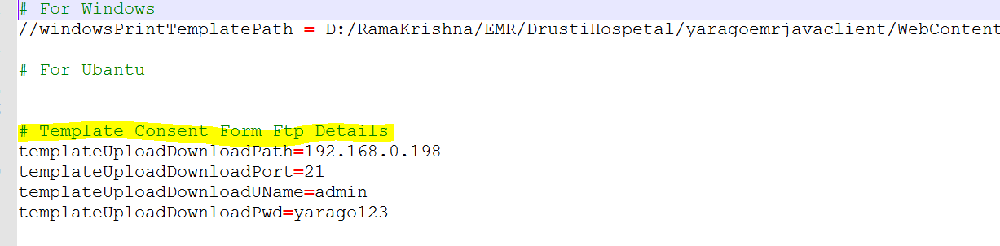 # For Windows
//windowsPrintTemplatePath = D:/RamaKrishna/EMR/DrustiHospetal/yaragoemrjavaclient/WebContent
# For Ubantu
# Template Consent Form Ftp Details
templateUploadDownloadPath=192.168.0.198
templateUploadDownloadPort=21
templateUploadDownloadUName=admin
templateUploadDownloadPwd=yarago123